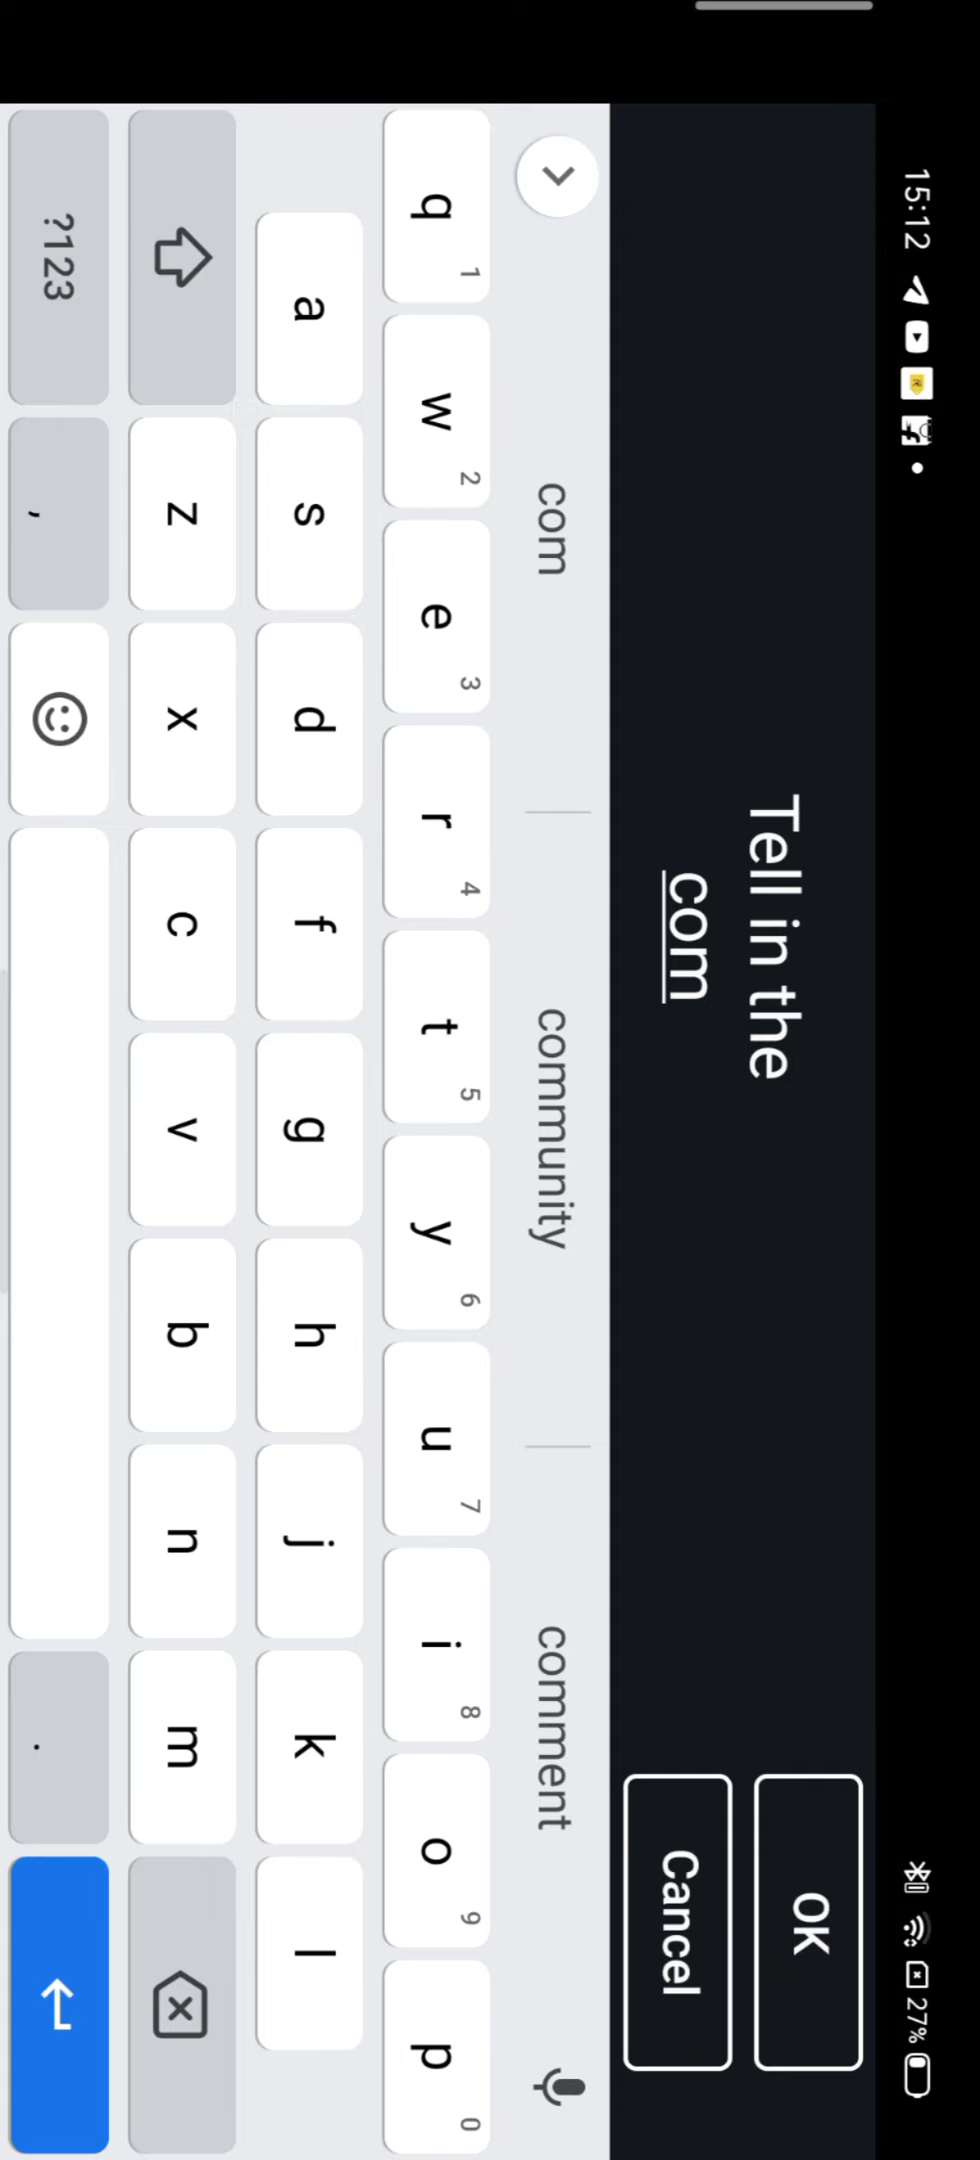 15:12
27%
Tell in the
com
OK
Cancel
com community comment
q 1 w 2 e 3 r 4 t 5 y 6 u 7 i 8 o 9 p 0
a s d f g h j k l
z x c v b n m
?123 , .